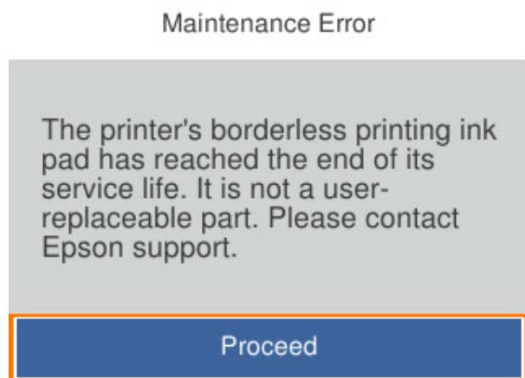 Maintenance Error
The printer's borderless printing ink
pad has reached the end of its
service life. It is not a user-
replaceable part. Please contact
Epson support.
Proceed